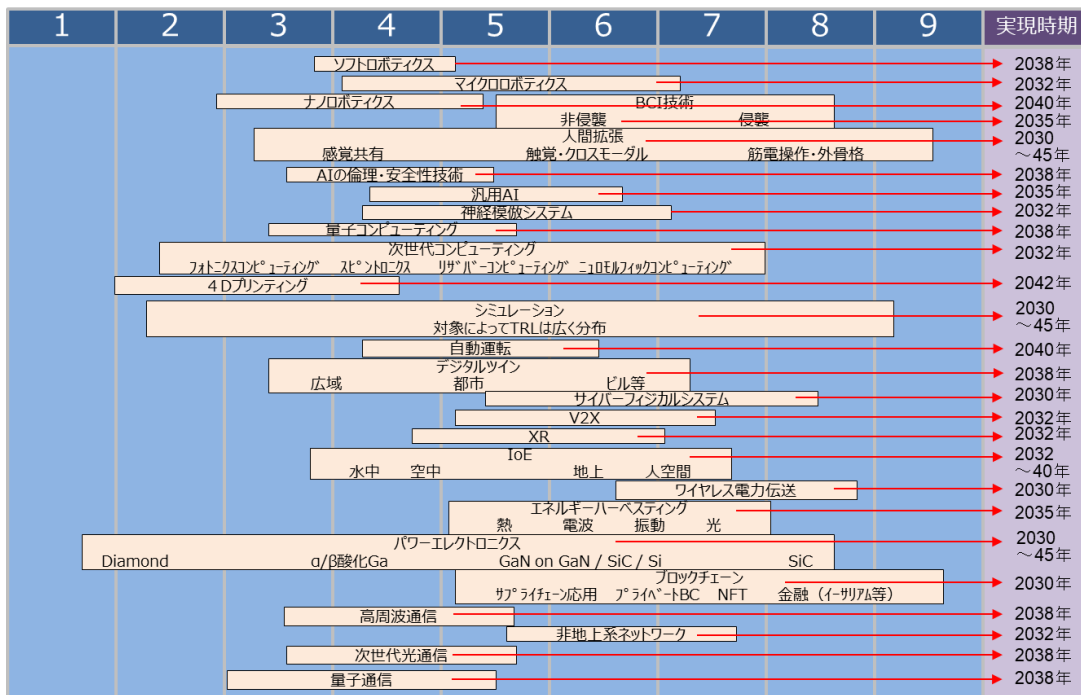 1 2 3 4 5 6 7 8 9 実現時期
ソフトロボティクス 2038年
マイクロロボティクス 2032年
ナノロボティクス 2040年
BCI技術
非侵襲 侵襲 2035年
人間拡張 2030
感覚共有 触覚・クロスモーダル 筋電操作・外骨格 ～45年
AIの倫理・安全性技術 2038年
汎用AI 2035年
神経模倣システム 2032年
量子コンピューティング 2038年
次世代コンピューティング 2032年
フォトニクスコンピューティング スピントロニクス リザバーコンピューティング ニューロモルフィックコンピューティング
４Dプリンティング 2042年
シミュレーション 2030
対象によってTRLは広く分布 ～45年
自動運転 2040年
デジタルツイン 2038年
広域 都市 ビル等
サイバーフィジカルシステム 2030年
V2X 2032年
XR 2032年
IoE 2032
水中 空中 地上 人空間 ～40年
ワイヤレス電力伝送 2030年
エネルギーハーベスティング 2035年
熱 電波 振動 光
パワーエレクトロニクス 2030
Diamond α/β酸化Ga GaN on GaN / SiC / Si SiC ～45年
ブロックチェーン 2030年
サプライチェーン応用 プライベートBC NFT 金融（イーサリアム等）
高周波通信 2038年
非地上系ネットワーク 2032年
次世代光通信 2038年
量子通信 2038年